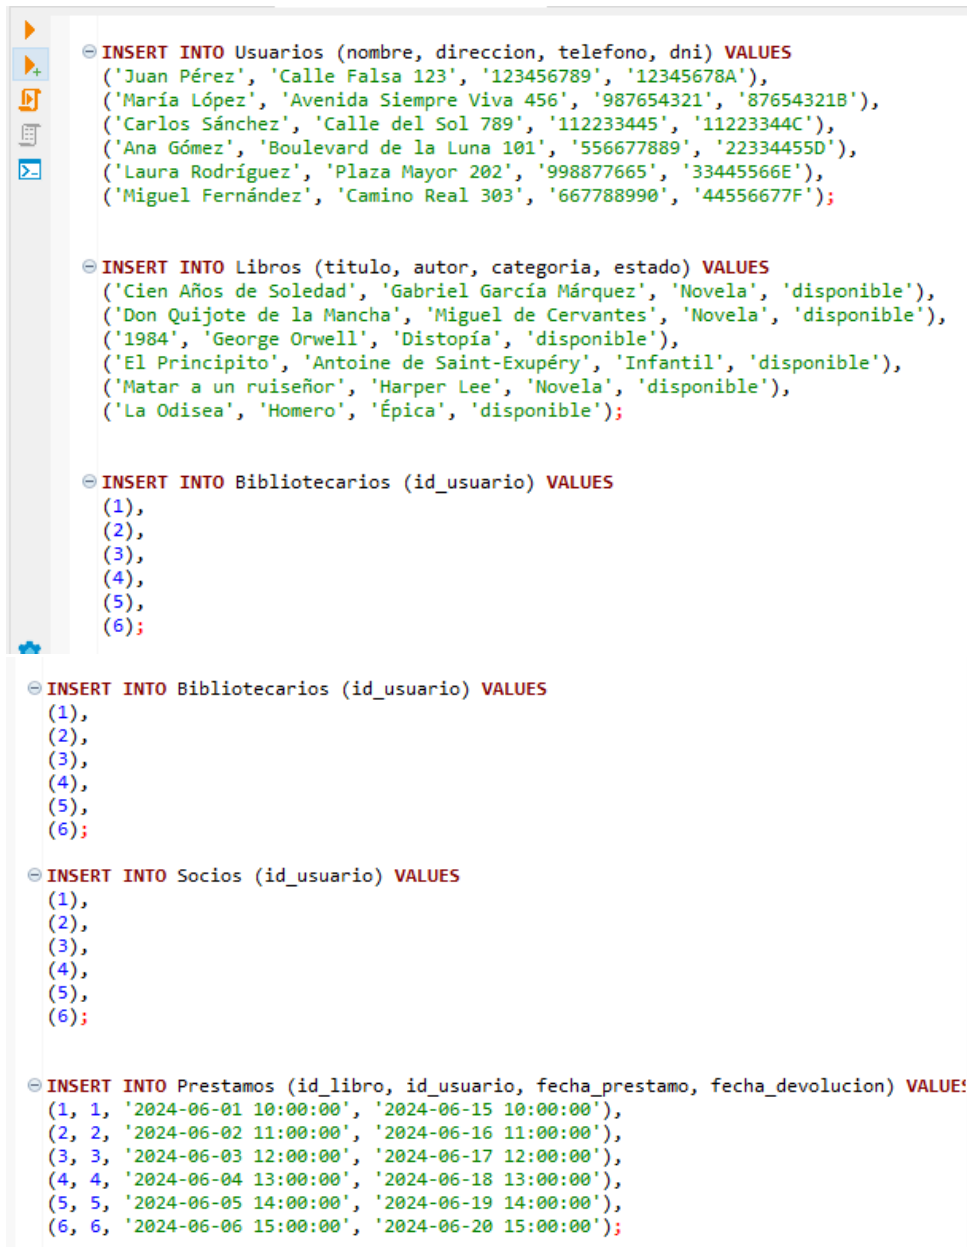 INSERT INTO Usuarios (nombre, direccion, telefono, dni) VALUES
('Juan Pérez', 'Calle Falsa 123', '123456789', '12345678A'),
('María López', 'Avenida Siempre Viva 456', '987654321', '87654321B'),
('Carlos Sánchez', 'Calle del Sol 789', '112233445', '11223344C'),
('Ana Gómez', 'Boulevard de la Luna 101', '556677889', '22334455D'),
('Laura Rodríguez', 'Plaza Mayor 202', '998877665', '33445566E'),
('Miguel Fernández', 'Camino Real 303', '667788990', '44556677F');
INSERT INTO Libros (titulo, autor, categoria, estado) VALUES
('Cien Años de Soledad', 'Gabriel García Márquez', 'Novela', 'disponible'),
('Don Quijote de la Mancha', 'Miguel de Cervantes', 'Novela', 'disponible'),
('1984', 'George Orwell', 'Distopía', 'disponible'),
('El Principito', 'Antoine de Saint-Exupéry', 'Infantil', 'disponible'),
('Matar a un ruiseñor', 'Harper Lee', 'Novela', 'disponible'),
('La Odisea', 'Homero', 'Épica', 'disponible');
INSERT INTO Bibliotecarios (id_usuario) VALUES
(1),
(2),
(3),
(4),
(5),
(6);
INSERT INTO Bibliotecarios (id_usuario) VALUES
(1),
(2),
(3),
(4),
(5),
(6);
INSERT INTO Socios (id_usuario) VALUES
(1),
(2),
(3),
(4),
(5),
(6);
INSERT INTO Prestamos (id_libro, id_usuario, fecha_prestamo, fecha_devolucion) VALUES
(1, 1, '2024-06-01 10:00:00', '2024-06-15 10:00:00'),
(2, 2, '2024-06-02 11:00:00', '2024-06-16 11:00:00'),
(3, 3, '2024-06-03 12:00:00', '2024-06-17 12:00:00'),
(4, 4, '2024-06-04 13:00:00', '2024-06-18 13:00:00'),
(5, 5, '2024-06-05 14:00:00', '2024-06-19 14:00:00'),
(6, 6, '2024-06-06 15:00:00', '2024-06-20 15:00:00');